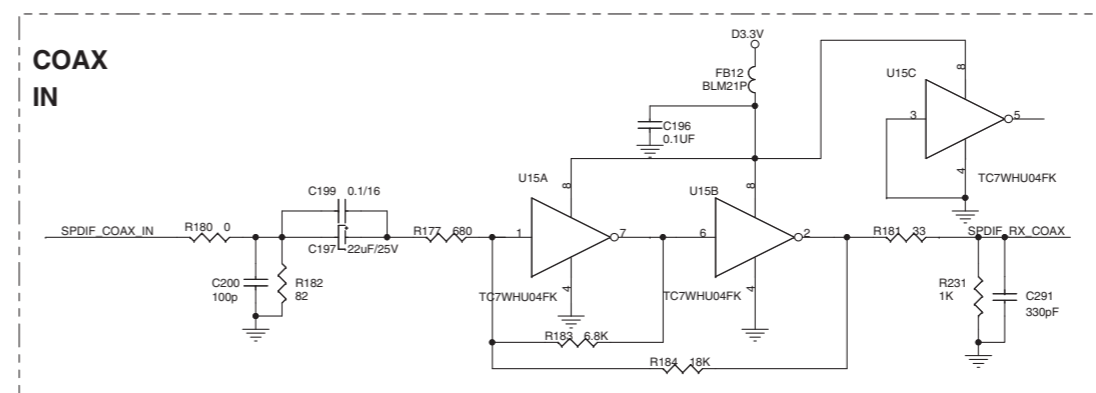 COAX
IN
D3.3V
FB12
BLM21P
C196
0.1UF
U15C
8
3
5
4
TC7WHU04FK
C199 0.1/16
C197 22uF/25V
SPDIF_COAX_IN
R180 0
R177 680
U15A
8
1
7
4
TC7WHU04FK
U15B
8
6
2
4
TC7WHU04FK
R181 33
SPDIF_RX_COAX
C200
100p
R182
82
R183 6.8K
R184 18K
R231
1K
C291
330pF